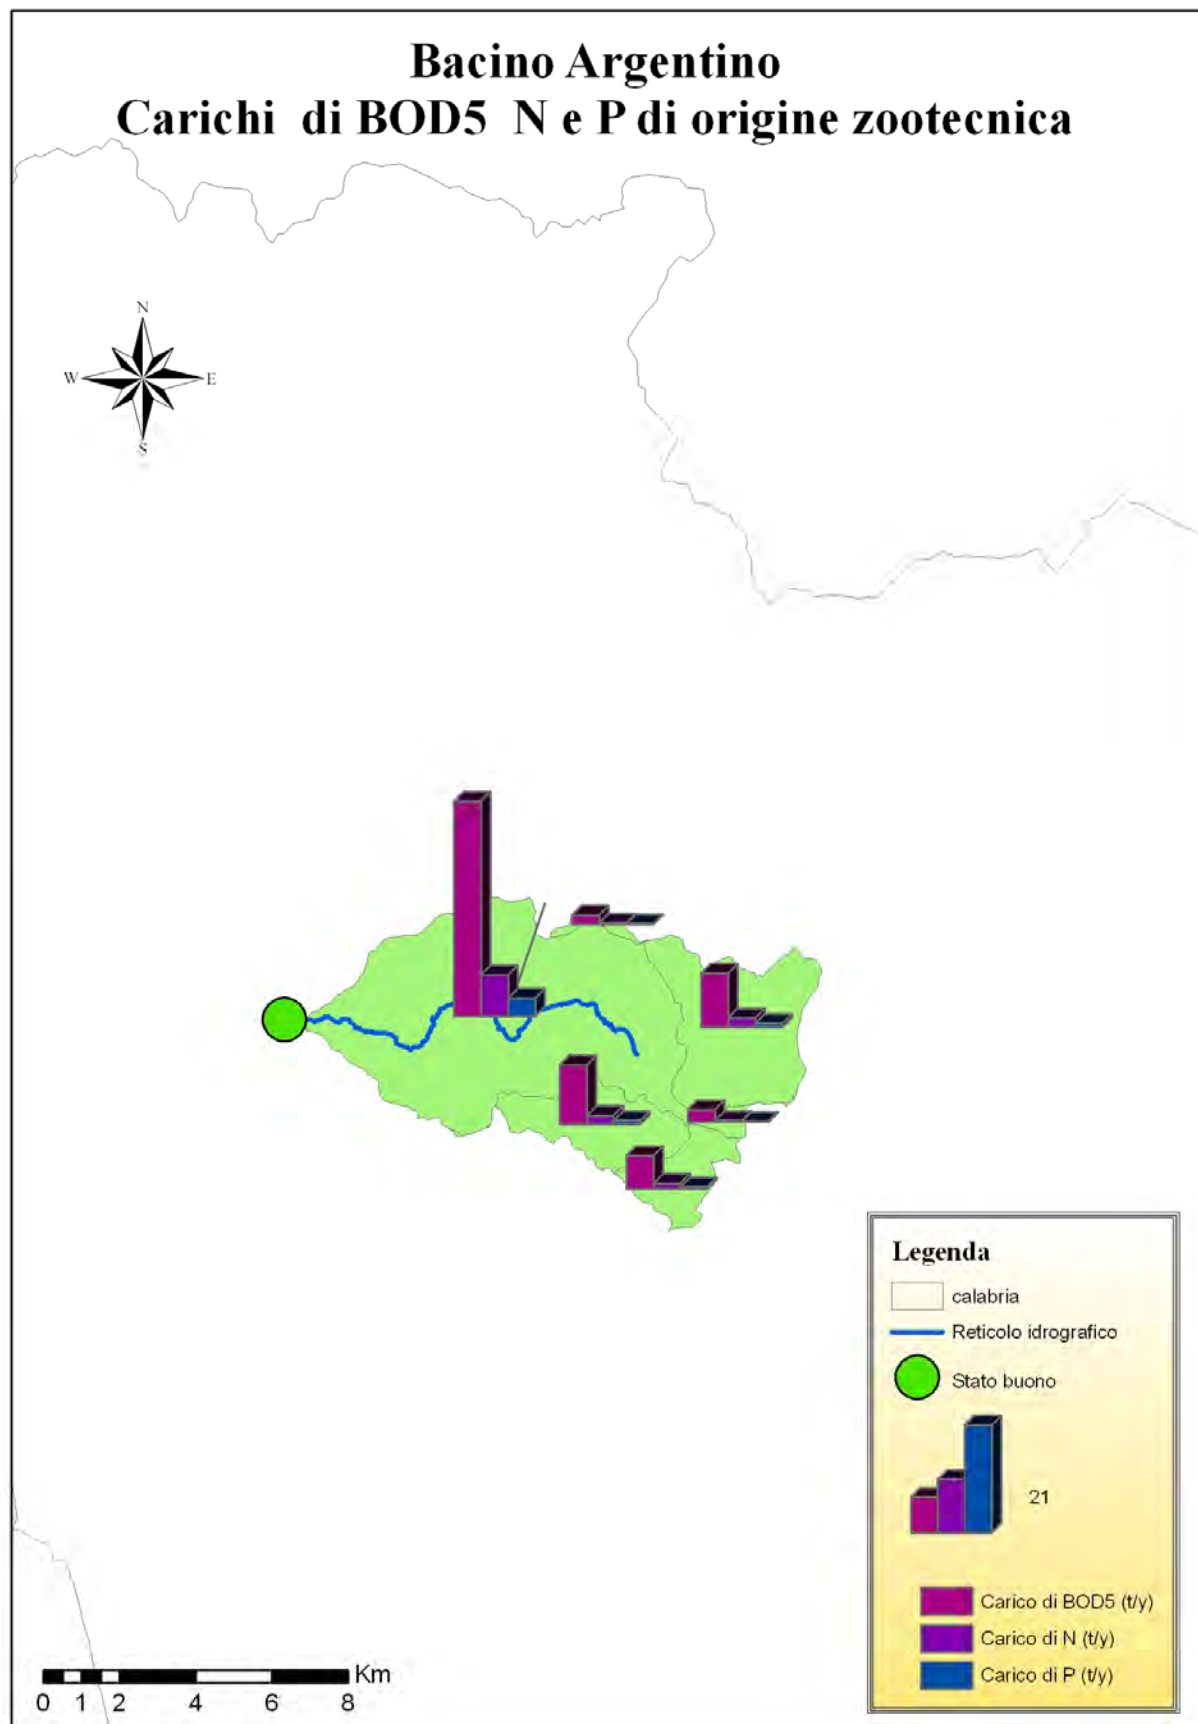 Bacino Argentino
Carichi di BOD5 N e P di origine zootecnica
N
W E
S
Legenda
calabria
Reticolo idrografico
Stato buono
21
Carico di BOD5 (t/y)
Carico di N (t/y)
Carico di P (t/y)
Km
0 1 2 4 6 8